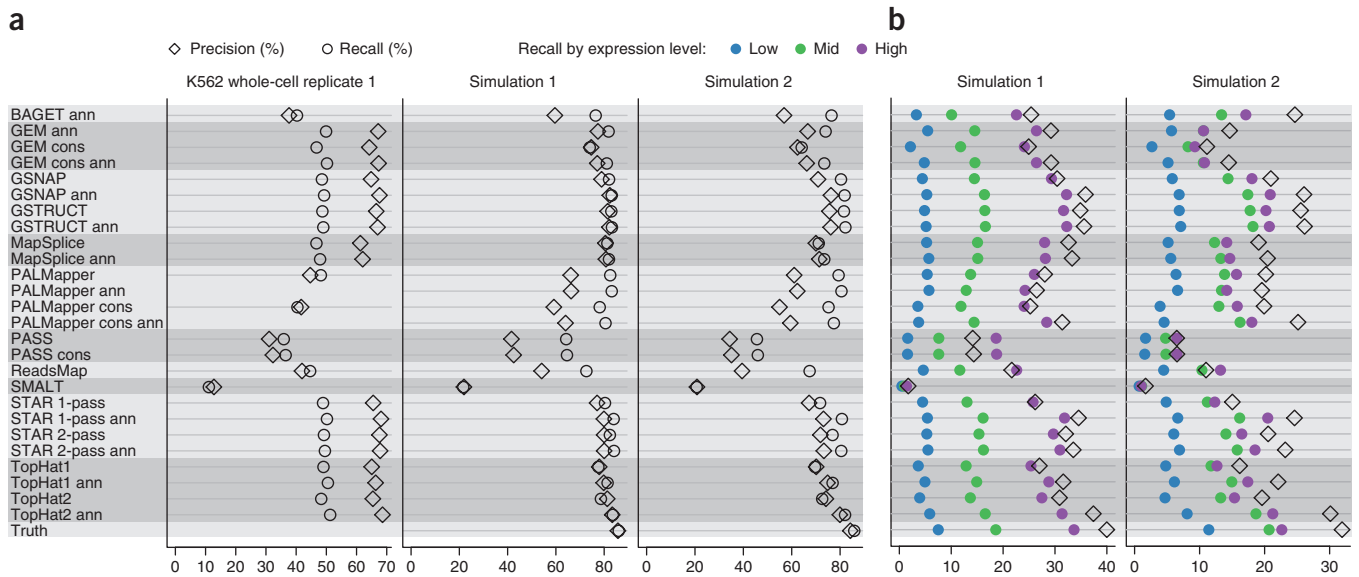 a
b
Precision (%) Recall (%) Recall by expression level: Low Mid High
K562 whole-cell replicate 1 Simulation 1 Simulation 2 Simulation 1 Simulation 2
BAGET ann
GEM ann
GEM cons
GEM cons ann
GSNAP
GSNAP ann
GSTRUCT
GSTRUCT ann
MapSplice
MapSplice ann
PALMapper
PALMapper ann
PALMapper cons
PALMapper cons ann
PASS
PASS cons
ReadsMap
SMALT
STAR 1-pass
STAR 1-pass ann
STAR 2-pass
STAR 2-pass ann
TopHat1
TopHat1 ann
TopHat2
TopHat2 ann
Truth
0 10 20 30 40 50 60 70 0 20 40 60 80 0 20 40 60 80 0 10 20 30 40 0 10 20 30